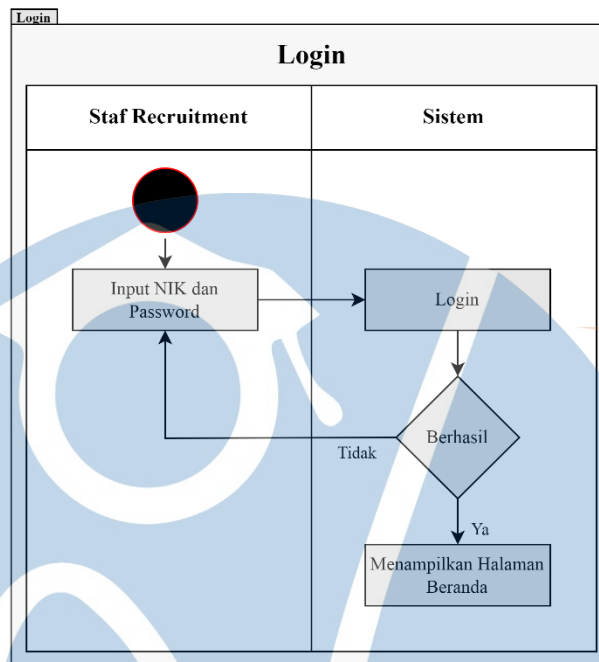 Login
Login
Staf Recruitment
Sistem
Input NIK dan
Password
Login
Berhasil
Tidak
Ya
Menampilkan Halaman
Beranda